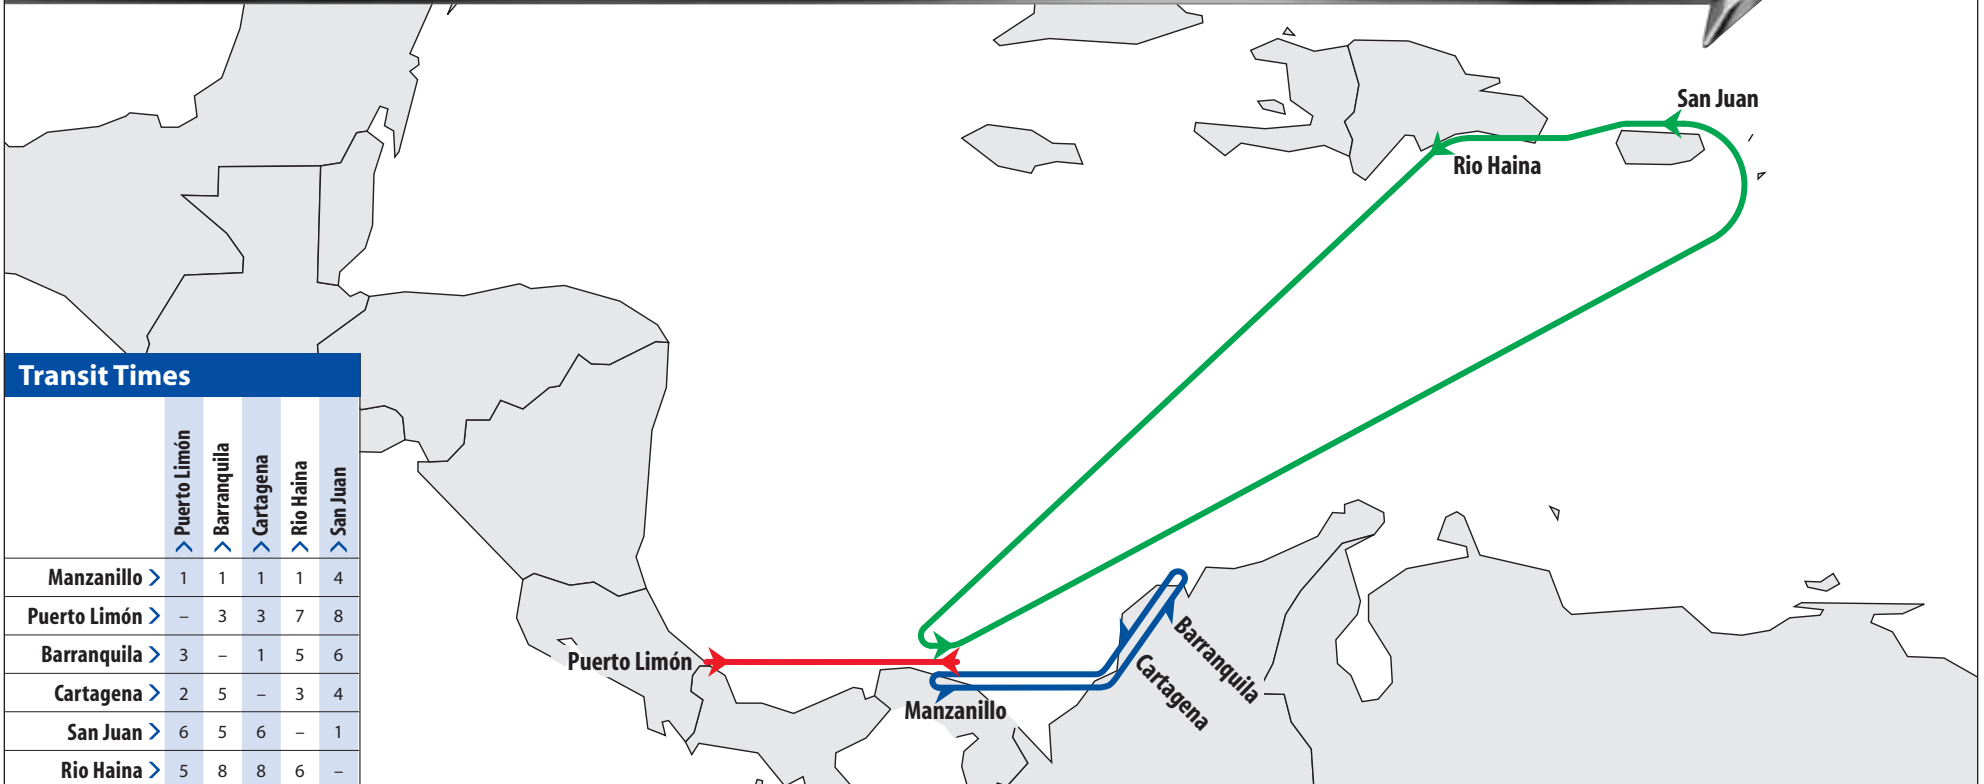 San Juan
Rio Haina
Transit Times
Puerto Limón Barranquila Cartagena Rio Haina San Juan
Manzanillo 1 1 1 1 4
Puerto Limón – 3 3 7 8
Barranquila 3 – 1 5 6
Cartagena 2 5 – 3 4
San Juan 6 5 6 – 1
Rio Haina 5 8 8 6 –
Puerto Limón
Manzanillo
Cartagena
Barranquila